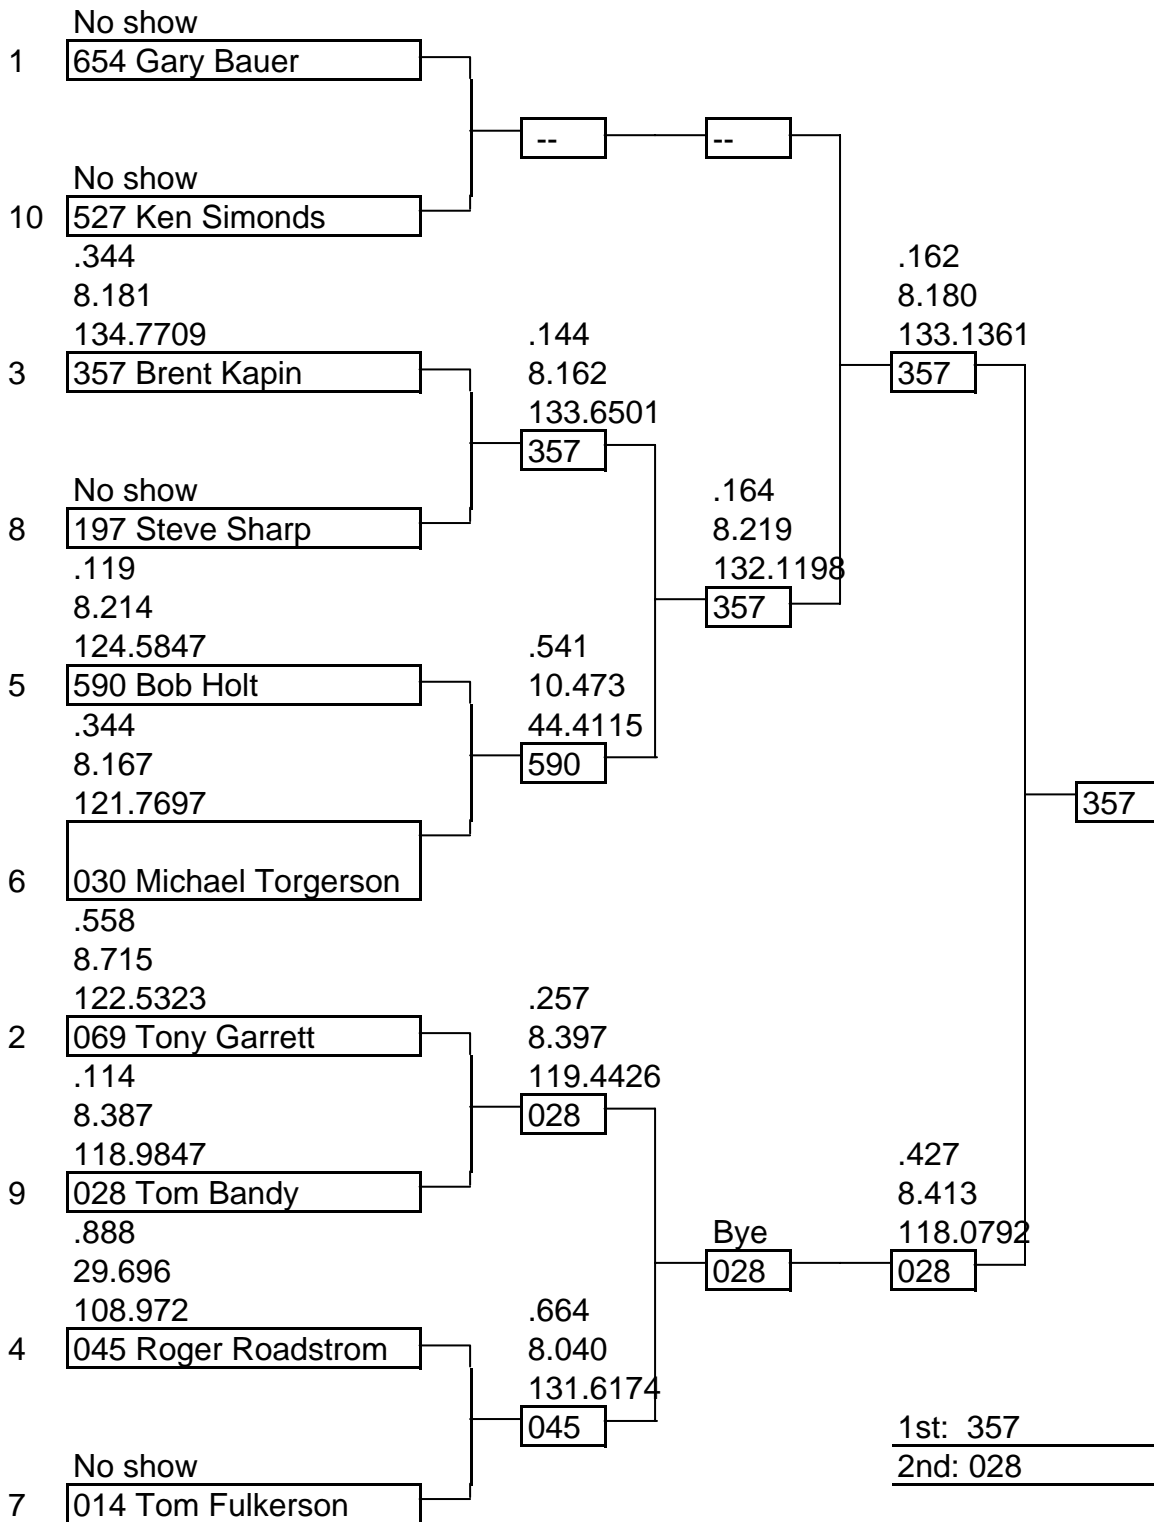 No show
1 654 Gary Bauer
-- --
No show
10 527 Ken Simonds
.344 .162
8.181 8.180
134.7709 .144 133.1361
3 357 Brent Kapin 8.162 357
133.6501
357
No show .164
8 197 Steve Sharp 8.219
.119 132.1198
8.214 357
124.5847 .541
5 590 Bob Holt 10.473
.344 44.4115
8.167 590
121.7697 357
6 030 Michael Torgerson
.558
8.715
122.5323 .257
2 069 Tony Garrett 8.397
.114 119.4426
8.387 028
118.9847 .427
9 028 Tom Bandy 8.413
.888 Bye 118.0792
29.696 028 028
108.972 .664
4 045 Roger Roadstrom 8.040
131.6174
045 1st: 357
No show 2nd: 028
7 014 Tom Fulkerson